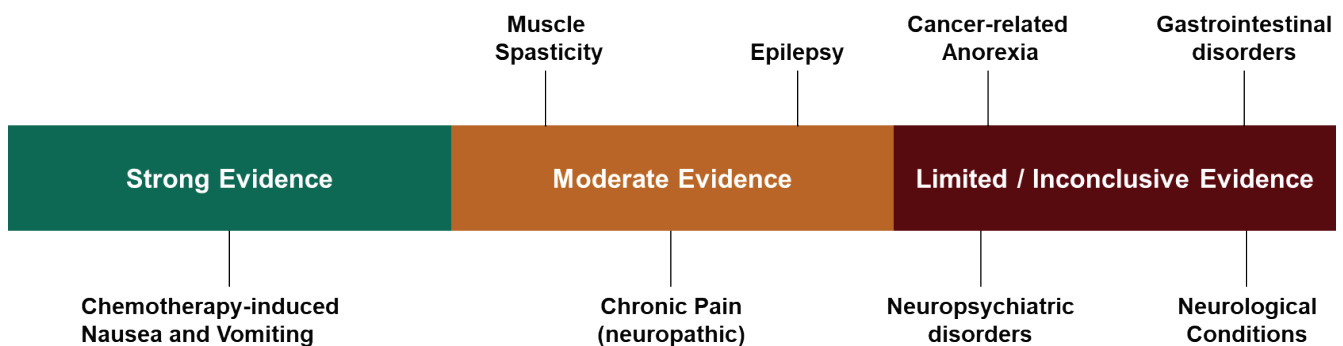 Muscle
Spasticity
Epilepsy
Cancer-related
Anorexia
Gastrointestinal
disorders
Strong Evidence
Moderate Evidence
Limited / Inconclusive Evidence
Chemotherapy-induced
Nausea and Vomiting
Chronic Pain
(neuropathic)
Neuropsychiatric
disorders
Neurological
Conditions